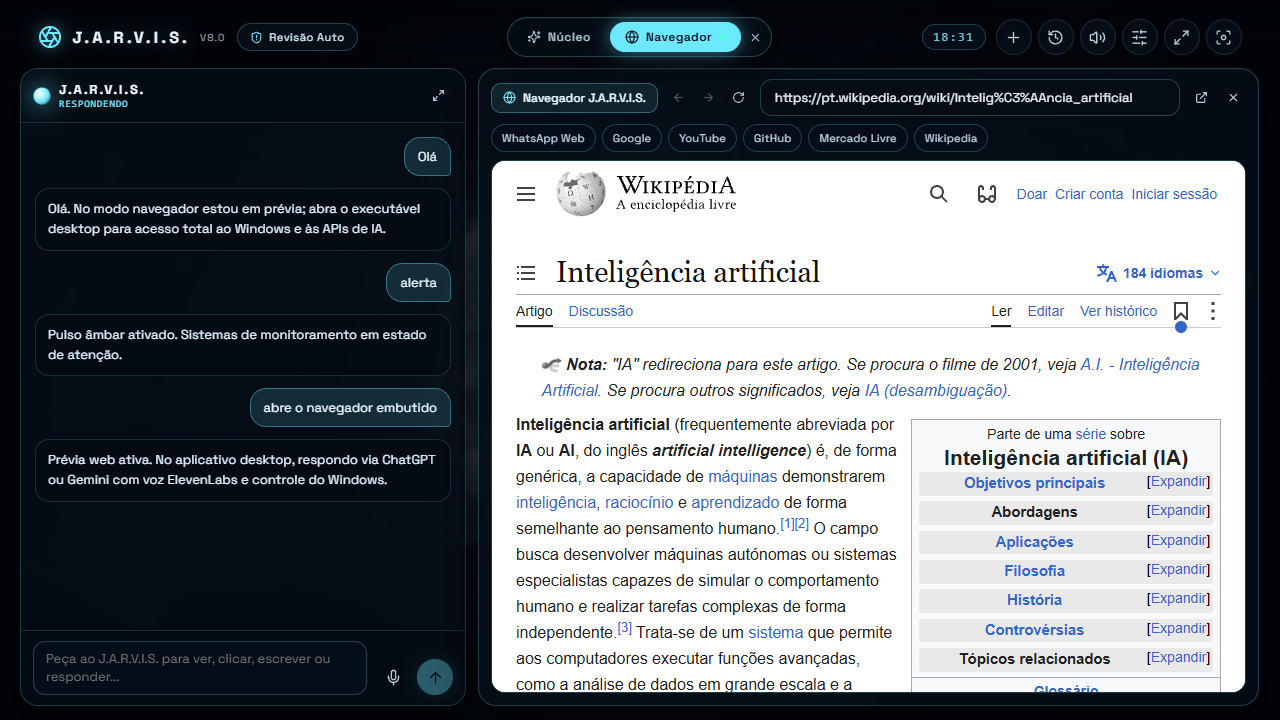 J.A.R.V.I.S. V8.0 Revisão Auto
Núcleo
Navegador
18:31
J.A.R.V.I.S.
RESPONDENDO
Olá
Olá. No modo navegador estou em prévia; abra o executável
desktop para acesso total ao Windows e às APIs de IA.
alerta
Pulso âmbar ativado. Sistemas de monitoramento em estado
de atenção.
abre o navegador embutido
Prévia web ativa. No aplicativo desktop, respondo via ChatGPT
ou Gemini com voz ElevenLabs e controle do Windows.
Peça ao J.A.R.V.I.S. para ver, clicar, escrever ou
responder...
Navegador J.A.R.V.I.S.
https://pt.wikipedia.org/wiki/Intelig%C3%AAncia_artificial
WhatsApp Web Google YouTube GitHub Mercado Livre Wikipedia
WIKIPÉDIA
A enciclopédia livre
Doar Criar conta Iniciar sessão
Inteligência artificial
184 idiomas
Artigo Discussão Ler Editar Ver histórico
Nota: "IA" redireciona para este artigo. Se procura o filme de 2001, veja A.I. - Inteligência
Artificial. Se procura outros significados, veja IA (desambiguação).
Inteligência artificial (frequentemente abreviada por
IA ou AI, do inglês artificial intelligence) é, de forma
genérica, a capacidade de máquinas demonstrarem
inteligência, raciocínio e aprendizado de forma
semelhante ao pensamento humano.[1][2] O campo
busca desenvolver máquinas autónomas ou sistemas
especialistas capazes de simular o comportamento
humano e realizar tarefas complexas de forma
independente.[3] Trata-se de um sistema que permite
aos computadores executar funções avançadas,
como a análise de dados em grande escala e a
Parte de uma série sobre
Inteligência artificial (IA)
Objetivos principais [Expandir]
Abordagens [Expandir]
Aplicações [Expandir]
Filosofia [Expandir]
História [Expandir]
Controvérsias [Expandir]
Tópicos relacionados [Expandir]
Glossário